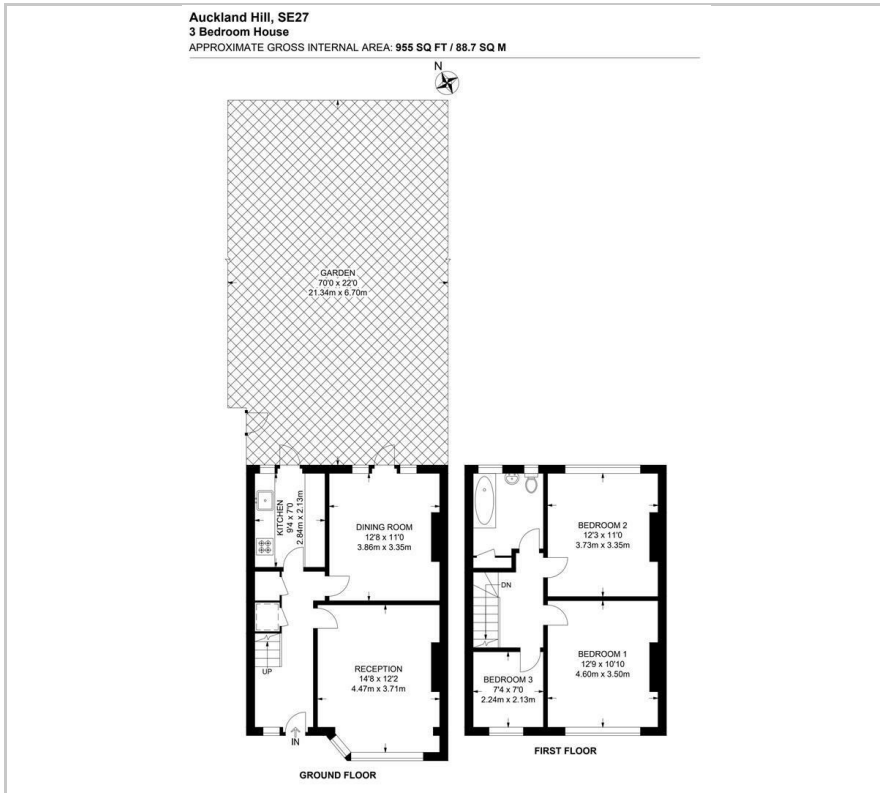 Auckland Hill, SE27
3 Bedroom House
APPROXIMATE GROSS INTERNAL AREA: 955 SQ FT / 88.7 SQ M
N
GARDEN
70'0 x 22'0
21.34m x 6.70m
KITCHEN
9'4 x 7'0
2.84m x 2.13m
DINING ROOM
12'8 x 11'0
3.86m x 3.35m
UP
RECEPTION
14'8 x 12'2
4.47m x 3.71m
IN
GROUND FLOOR
BEDROOM 2
12'3 x 11'0
3.73m x 3.35m
DN
BEDROOM 1
12'9 x 10'10
4.60m x 3.50m
BEDROOM 3
7'4 x 7'0
2.24m x 2.13m
FIRST FLOOR